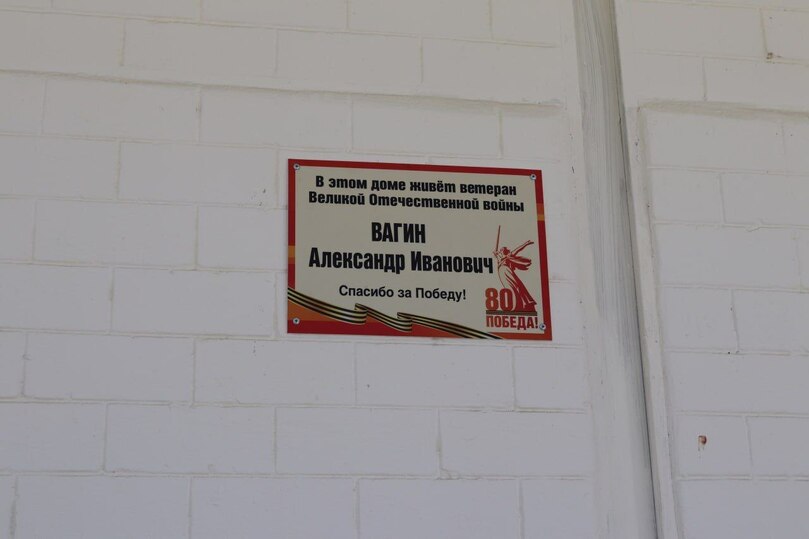 В этом доме живёт ветеран
Великой Отечественной войны
ВАГИН
Александр Иванович
Спасибо за Победу!
80
ПОБЕДА!